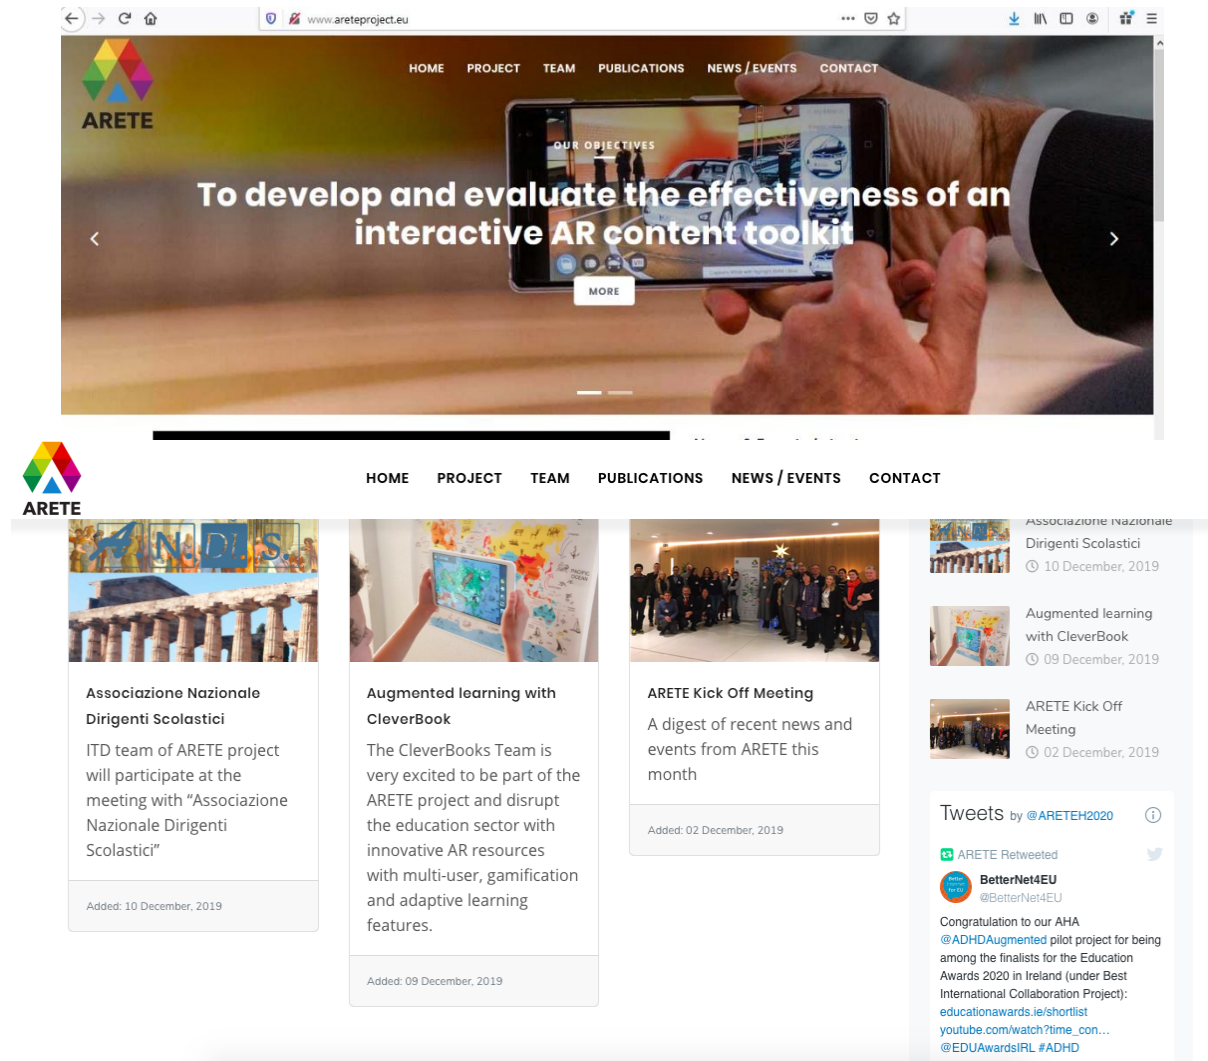 www.areteproject.eu
ARETE
HOME PROJECT TEAM PUBLICATIONS NEWS / EVENTS CONTACT
OUR OBJECTIVES
To develop and evaluate the effectiveness of an
interactive AR content toolkit
MORE
ARETE
HOME PROJECT TEAM PUBLICATIONS NEWS / EVENTS CONTACT
A.N.DI.S.
Associazione Nazionale
Dirigenti Scolastici
ITD team of ARETE project
will participate at the
meeting with “Associazione
Nazionale Dirigenti
Scolastici”
Added: 10 December, 2019
PACIFIC
OCEAN
Augmented learning with
CleverBook
The CleverBooks Team is
very excited to be part of the
ARETE project and disrupt
the education sector with
innovative AR resources
with multi-user, gamification
and adaptive learning
features.
Added: 09 December, 2019
ARETE Kick Off Meeting
A digest of recent news and
events from ARETE this
month
Added: 02 December, 2019
Associazione Nazionale
Dirigenti Scolastici
10 December, 2019
Augmented learning
with CleverBook
09 December, 2019
ARETE Kick Off
Meeting
02 December, 2019
Tweets by @ARETEH2020
ARETE Retweeted
BetterNet4EU
@BetterNet4EU
Congratulation to our AHA
@ADHDAugmented pilot project for being
among the finalists for the Education
Awards 2020 in Ireland (under Best
International Collaboration Project):
educationawards.ie/shortlist
youtube.com/watch?time_con…
@EDUAwardsIRL #ADHD